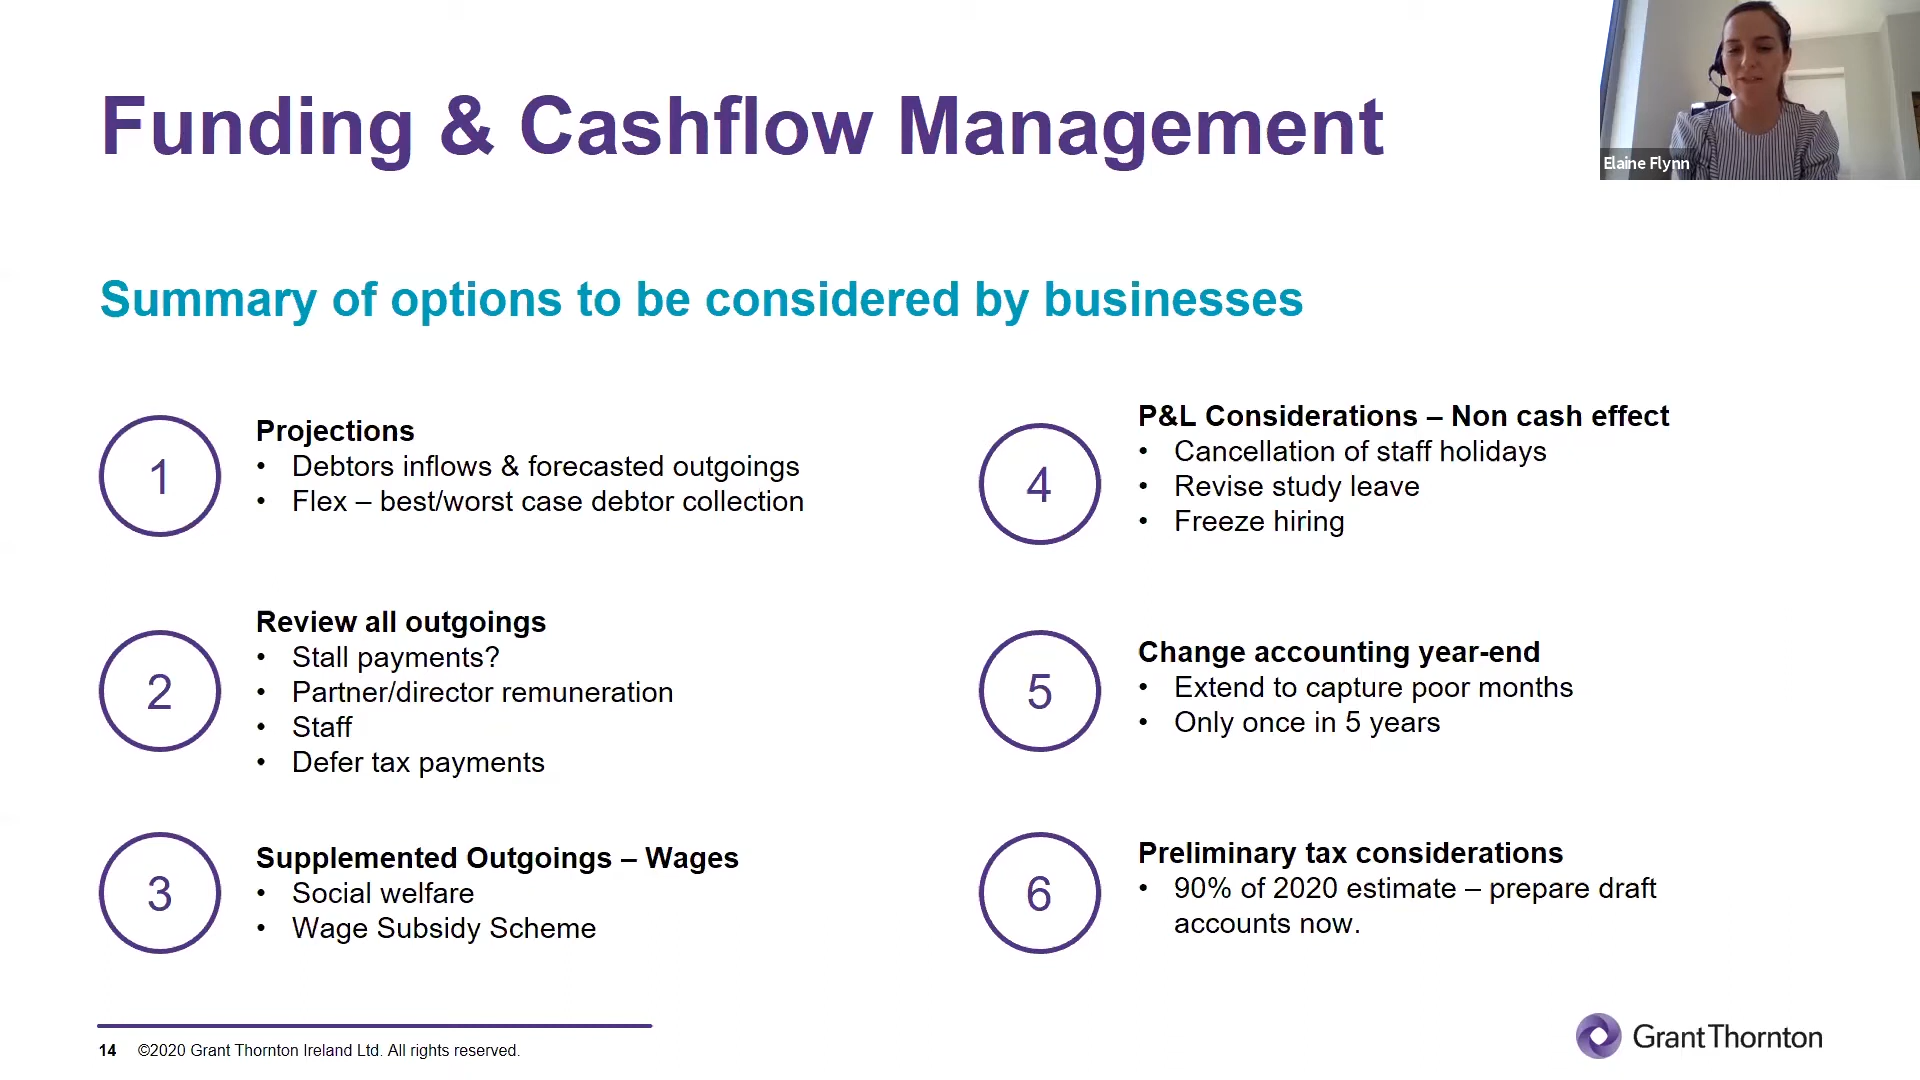 Funding & Cashflow Management
Elaine Flynn
Summary of options to be considered by businesses
1
Projections
• Debtors inflows & forecasted outgoings
• Flex – best/worst case debtor collection
2
Review all outgoings
• Stall payments?
• Partner/director remuneration
• Staff
• Defer tax payments
3
Supplemented Outgoings – Wages
• Social welfare
• Wage Subsidy Scheme
4
P&L Considerations – Non cash effect
• Cancellation of staff holidays
• Revise study leave
• Freeze hiring
5
Change accounting year-end
• Extend to capture poor months
• Only once in 5 years
6
Preliminary tax considerations
• 90% of 2020 estimate – prepare draft
accounts now.
14 ©2020 Grant Thornton Ireland Ltd. All rights reserved.
Grant Thornton